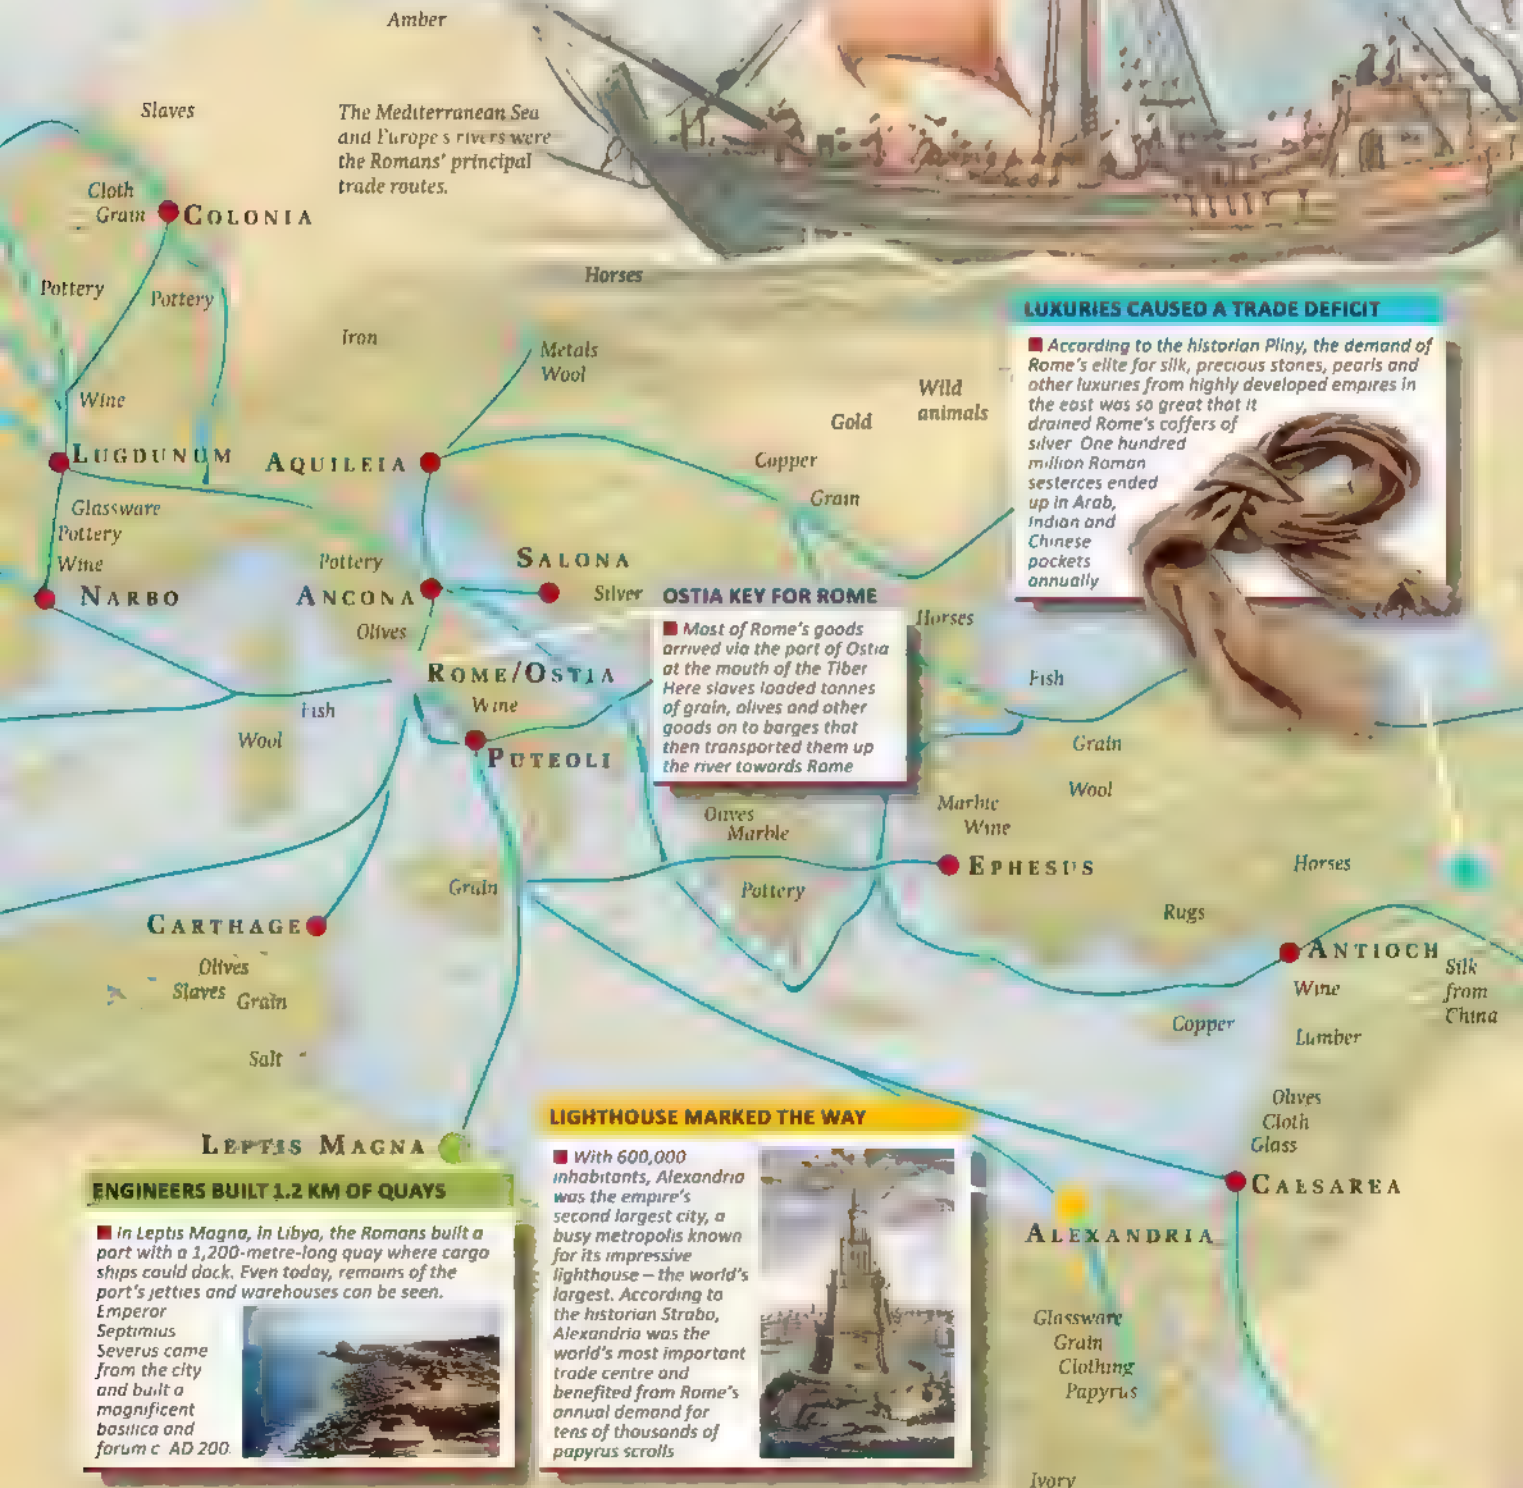 Amber
Slaves
The Mediterranean Sea
and Europe's rivers were
the Romans' principal
trade routes.
Cloth
Grain
COLONIA
Pottery
Pottery
Horses
Iron
Metals
Wool
Wine
Gold
Wild
animals
LUXURIES CAUSED A TRADE DEFICIT
According to the historian Pliny, the demand of
Rome's elite for silk, precious stones, pearls and
other luxuries from highly developed empires in
the east was so great that it
drained Rome's coffers of
silver. One hundred
million Roman
sesterces ended
up in Arab,
Indian and
Chinese
pockets
annually
LUGDUNUM
AQUILEIA
Copper
Grain
Glassware
Pottery
Wine
Pottery
SALONA
Silver
NARBO
ANCONA
Olives
OSTIA KEY FOR ROME
Most of Rome's goods
arrived via the port of Ostia
at the mouth of the Tiber
Here slaves loaded tonnes
of grain, olives and other
goods on to barges that
then transported them up
the river towards Rome
Horses
Fish
ROME/OSTIA
Wine
Fish
Wool
PUTEOLI
Grain
Wool
Marble
Wine
Olives
Marble
EPHESUS
Horses
Grain
Pottery
Rugs
CARTHAGE
Olives
Slaves
Grain
Salt
ANTIOCH
Wine
Silk
from
China
Copper
Lumber
Olives
Cloth
Glass
LEPTIS MAGNA
ENGINEERS BUILT 1.2 KM OF QUAYS
In Leptis Magna, in Libya, the Romans built a
port with a 1,200-metre-long quay where cargo
ships could dock. Even today, remains of the
port's jetties and warehouses can be seen.
Emperor
Septimius
Severus came
from the city
and built a
magnificent
basilica and
forum c AD 200
LIGHTHOUSE MARKED THE WAY
With 600,000
inhabitants, Alexandria
was the empire's
second largest city, a
busy metropolis known
for its impressive
lighthouse – the world's
largest. According to
the historian Strabo,
Alexandria was the
world's most important
trade centre and
benefited from Rome's
annual demand for
tens of thousands of
papyrus scrolls
CAESAREA
ALEXANDRIA
Glassware
Grain
Clothing
Papyrus
Ivory